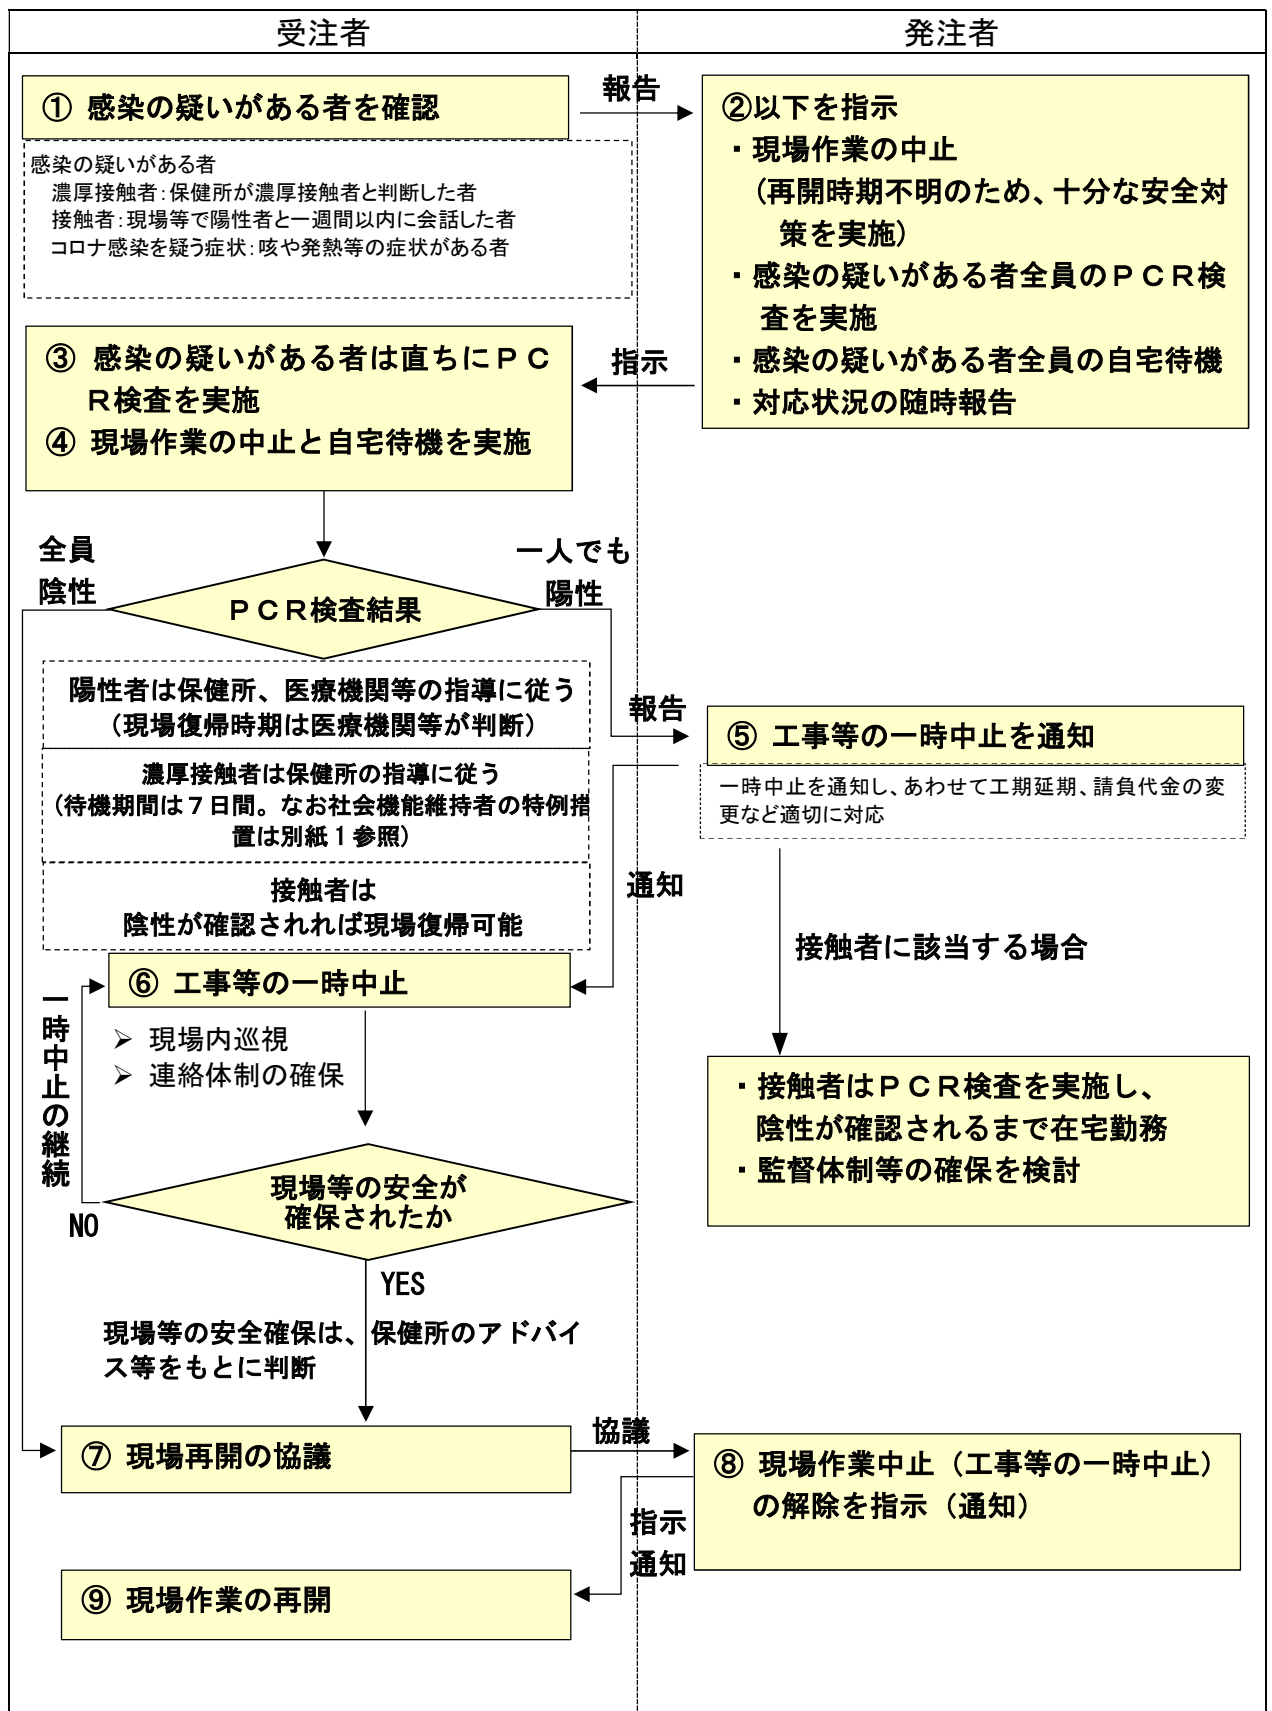 受注者
発注者
① 感染の疑いがある者を確認
報告
感染の疑いがある者
濃厚接触者：保健所が濃厚接触者と判断した者
接触者：現場等で陽性者と一週間以内に会話した者
コロナ感染を疑う症状：咳や発熱等の症状がある者
②以下を指示
・現場作業の中止
(再開時期不明のため、十分な安全対
策を実施)
・感染の疑いがある者全員のＰＣＲ検
査を実施
・感染の疑いがある者全員の自宅待機
・対応状況の随時報告
指示
③ 感染の疑いがある者は直ちにＰＣ
Ｒ検査を実施
④ 現場作業の中止と自宅待機を実施
全員
陰性
一人でも
陽性
ＰＣＲ検査結果
陽性者は保健所、医療機関等の指導に従う
（現場復帰時期は医療機関等が判断）
濃厚接触者は保健所の指導に従う
(待機期間は７日間。なお社会機能維持者の特例措
置は別紙１参照)
接触者は
陰性が確認されれば現場復帰可能
報告
⑤ 工事等の一時中止を通知
一時中止を通知し、あわせて工期延期、請負代金の変
更など適切に対応
通知
接触者に該当する場合
⑥ 工事等の一時中止
➢ 現場内巡視
➢ 連絡体制の確保
一時中止の継続
・接触者はＰＣＲ検査を実施し、
陰性が確認されるまで在宅勤務
・監督体制等の確保を検討
現場等の安全が
確保されたか
NO
YES
現場等の安全確保は、保健所のアドバイ
ス等をもとに判断
⑦ 現場再開の協議
協議
⑧ 現場作業中止（工事等の一時中止）
の解除を指示（通知）
指示
通知
⑨ 現場作業の再開